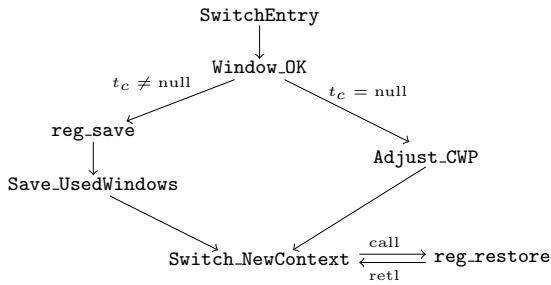 SwitchEntry
Window_OK
t_c ≠ null
t_c = null
reg_save
Adjust_CWP
Save_UsedWindows
Switch_NewContext
call
retl
reg_restore